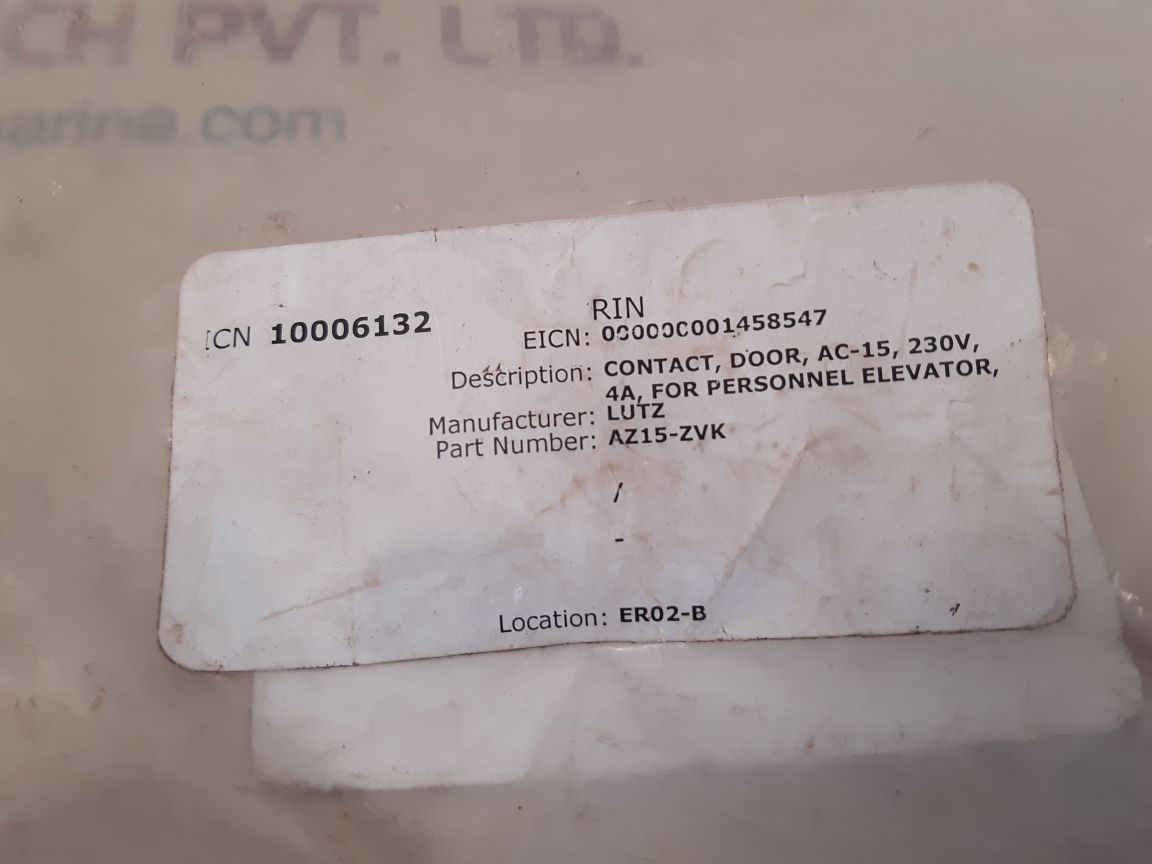 CH PVT. LTD.
arine.com
ICN 10006132
RIN
EICN: 000000001458547
Description: CONTACT, DOOR, AC-15, 230V,
4A, FOR PERSONNEL ELEVATOR,
Manufacturer: LUTZ
Part Number: AZ15-ZVK
/
-
Location: ER02-B